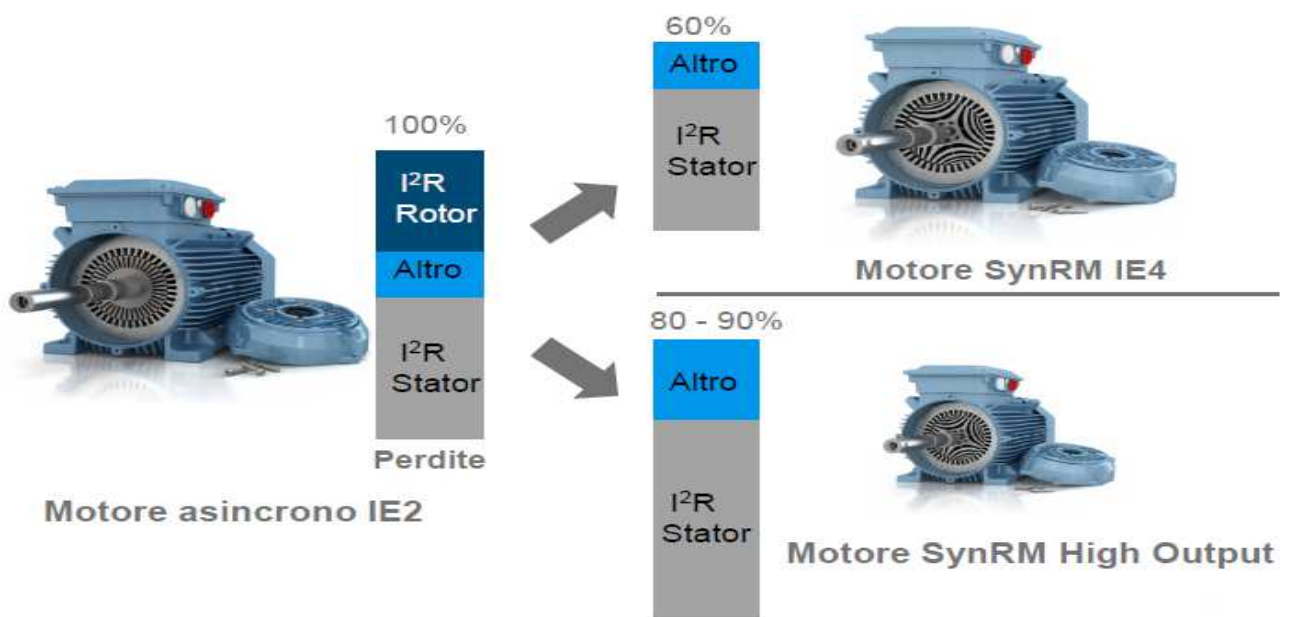 100%
I²R
Rotor
Altro
I²R
Stator
Perdite
Motore asincrono IE2
60%
Altro
I²R
Stator
Motore SynRM IE4
80 - 90%
Altro
I²R
Stator
Motore SynRM High Output